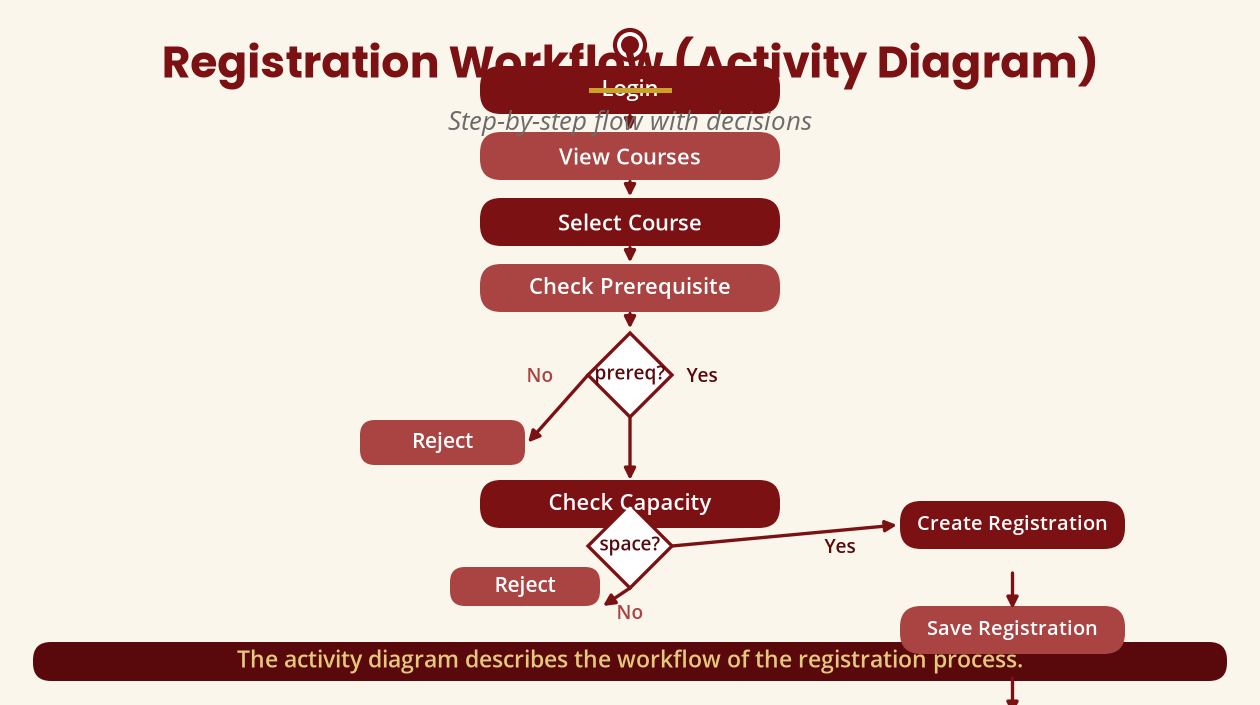 Registration Workflow (Activity Diagram)
Login
Step-by-step flow with decisions
View Courses
Select Course
Check Prerequisite
No
prereq?
Yes
Reject
Check Capacity
Create Registration
space?
Yes
Reject
No
Save Registration
The activity diagram describes the workflow of the registration process.